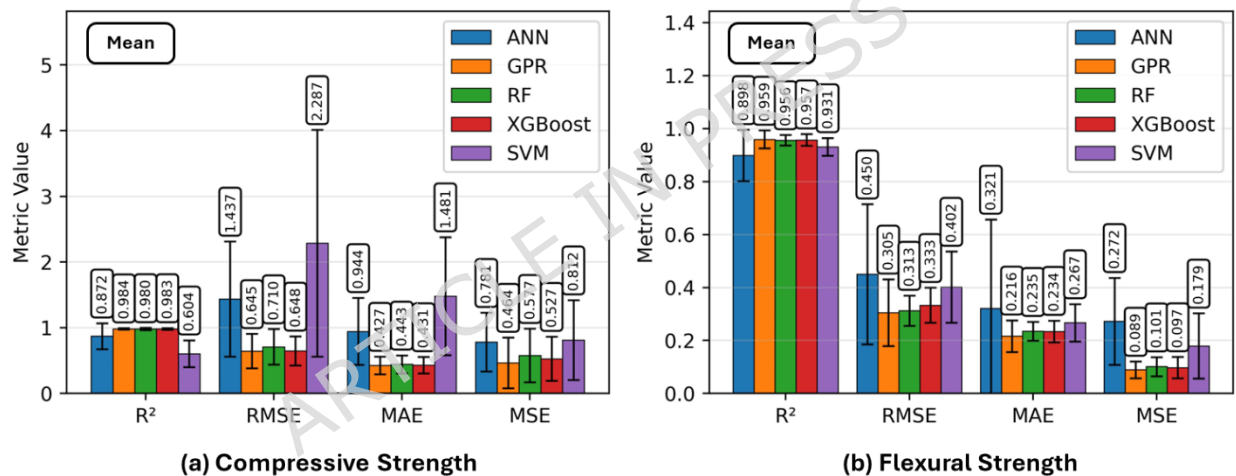 Mean
ANN
GPR
RF
XGBoost
SVM
Metric Value
5
4
3
2
1
0
0.872
0.984
0.980
0.983
0.604
1.437
0.645
0.710
0.648
2.287
0.944
0.427
0.443
0.431
1.481
0.781
0.464
0.577
0.527
0.812
R² RMSE MAE MSE
(a) Compressive Strength
Mean
ANN
GPR
RF
XGBoost
SVM
Metric Value
1.4
1.2
1.0
0.8
0.6
0.4
0.2
0.0
0.898
0.959
0.956
0.957
0.931
0.450
0.305
0.313
0.333
0.402
0.321
0.216
0.235
0.234
0.267
0.272
0.089
0.101
0.097
0.179
R² RMSE MAE MSE
(b) Flexural Strength
ARTICLE IN PRESS